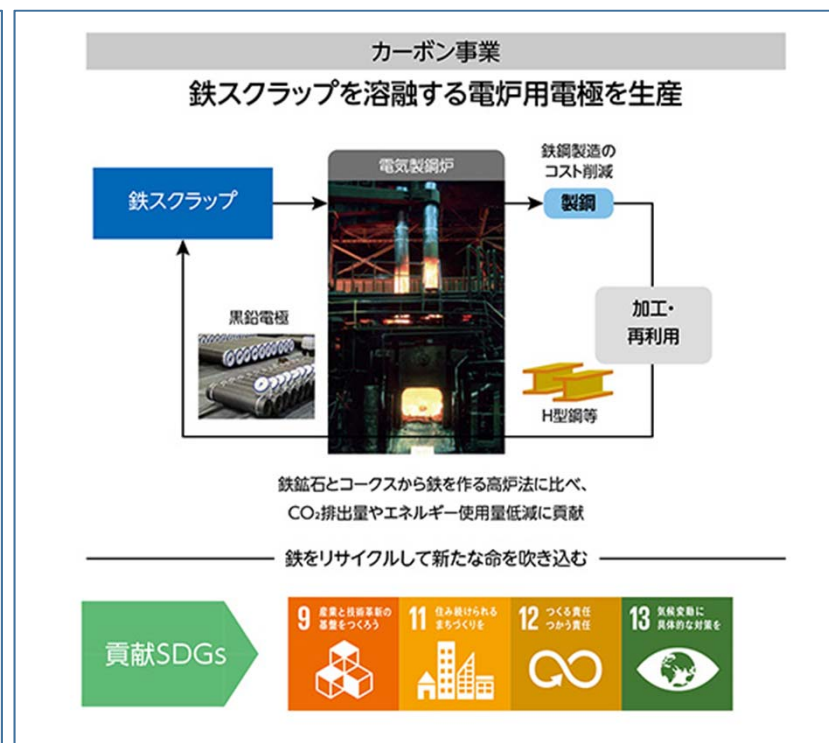 カーボン事業
鉄スクラップを溶融する電炉用電極を生産
鉄スクラップ
電気製鋼炉
鉄鋼製造の
コスト削減
製鋼
加工・
再利用
黒鉛電極
H型鋼等
鉄鉱石とコークスから鉄を作る高炉法に比べ、
CO₂排出量やエネルギー使用量低減に貢献
鉄をリサイクルして新たな命を吹き込む
貢献SDGs
9 産業と技術革新の
基盤をつくろう
11 住み続けられる
まちづくりを
12 つくる責任
つかう責任
13 気候変動に
具体的な対策を